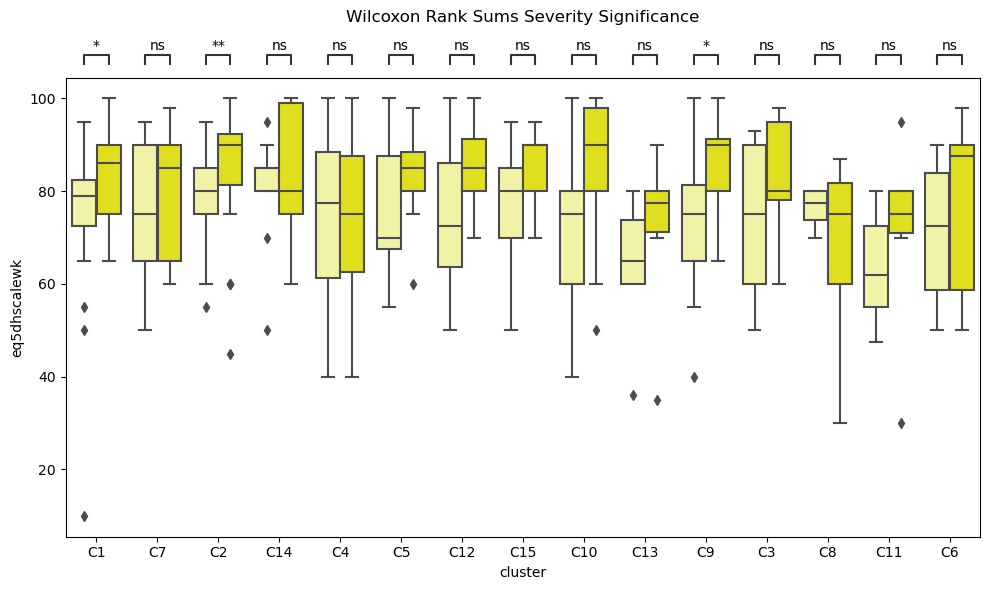 Wilcoxon Rank Sums Severity Significance
* ns ** ns ns ns ns ns ns ns * ns ns ns ns
100
80
60
40
20
eq5dhscalewk
C1 C7 C2 C14 C4 C5 C12 C15 C10 C13 C9 C3 C8 C11 C6
cluster